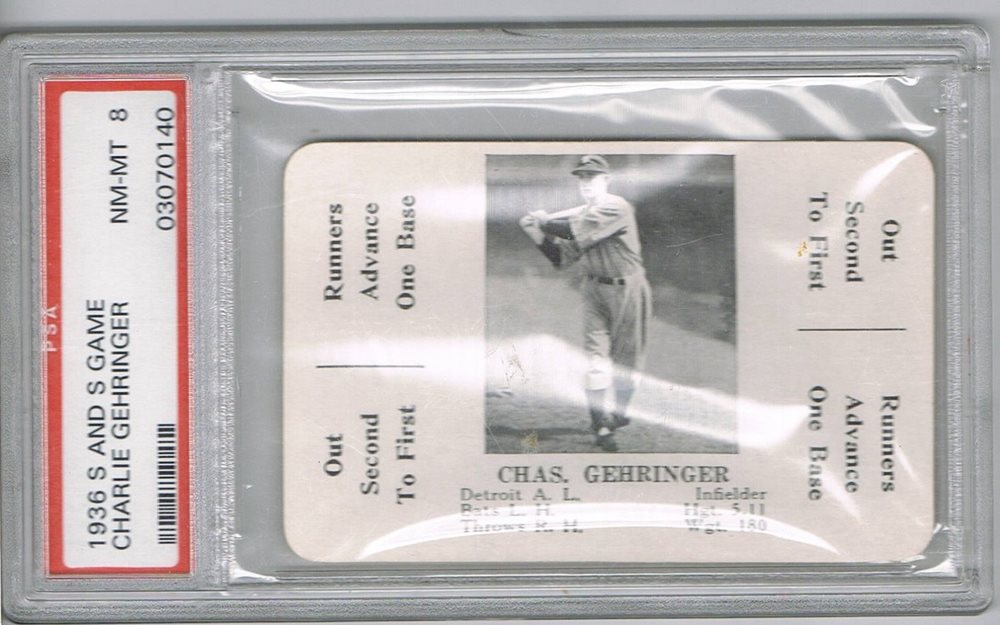 1936 S AND S GAME
CHARLIE GEHRINGER
NM-MT 8
03070140
PSA
Runners
Advance
One Base
Out
Second
To First
CHAS. GEHRINGER
Detroit A. L. Infielder
Bats L. H. Hgt. 5.11
Throws R. H. Wgt. 180
Out
Second
To First
Runners
Advance
One Base